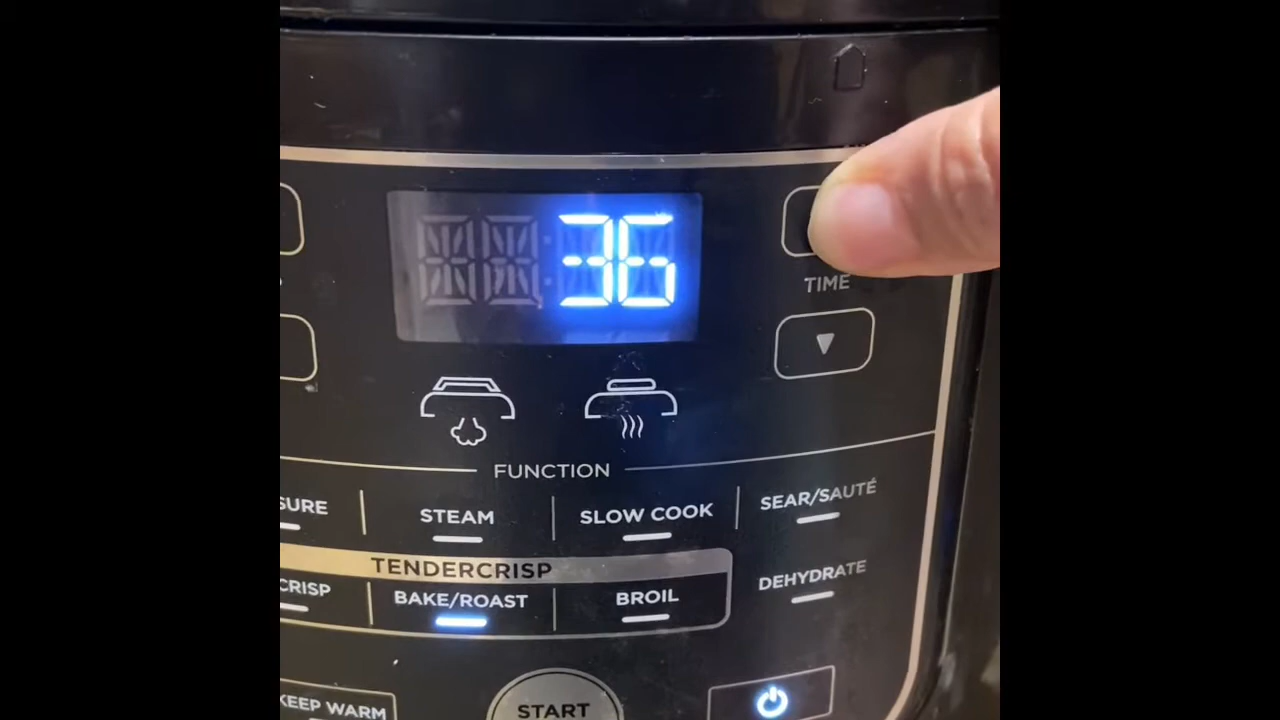 36
TIME
FUNCTION
SURE
STEAM
SLOW COOK
SEAR/SAUTÉ
TENDERCRISP
CRISP
BAKE/ROAST
BROIL
DEHYDRATE
KEEP WARM
START